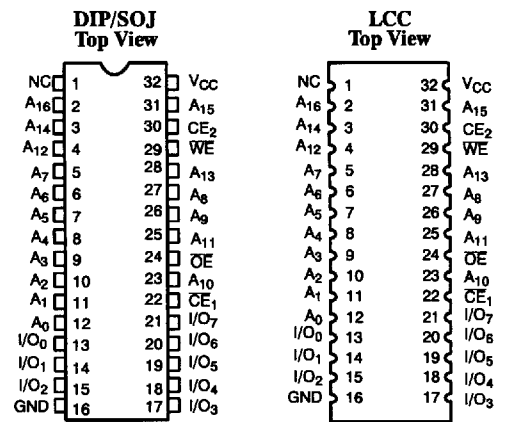 DIP/SOJ
Top View
NC 1 32 VCC
A16 2 31 A15
A14 3 30 CE2
A12 4 29 W̅E̅
A7 5 28 A13
A6 6 27 A8
A5 7 26 A9
A4 8 25 A11
A3 9 24 O̅E̅
A2 10 23 A10
A1 11 22 C̅E̅1
A0 12 21 I/O7
I/O0 13 20 I/O6
I/O1 14 19 I/O5
I/O2 15 18 I/O4
GND 16 17 I/O3
LCC
Top View
NC 1 32 VCC
A16 2 31 A15
A14 3 30 CE2
A12 4 29 W̅E̅
A7 5 28 A13
A6 6 27 A8
A5 7 26 A9
A4 8 25 A11
A3 9 24 O̅E̅
A2 10 23 A10
A1 11 22 C̅E̅1
A0 12 21 I/O7
I/O0 13 20 I/O6
I/O1 14 19 I/O5
I/O2 15 18 I/O4
GND 16 17 I/O3